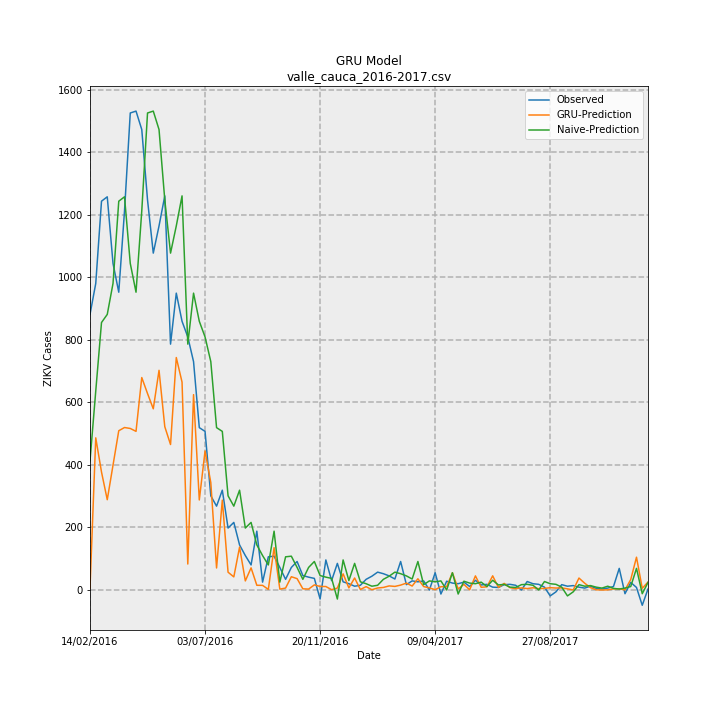 GRU Model
valle_cauca_2016-2017.csv
Observed
GRU-Prediction
Naive-Prediction
1600
1400
1200
1000
800
600
400
200
0
ZIKV Cases
14/02/2016
03/07/2016
20/11/2016
09/04/2017
27/08/2017
Date